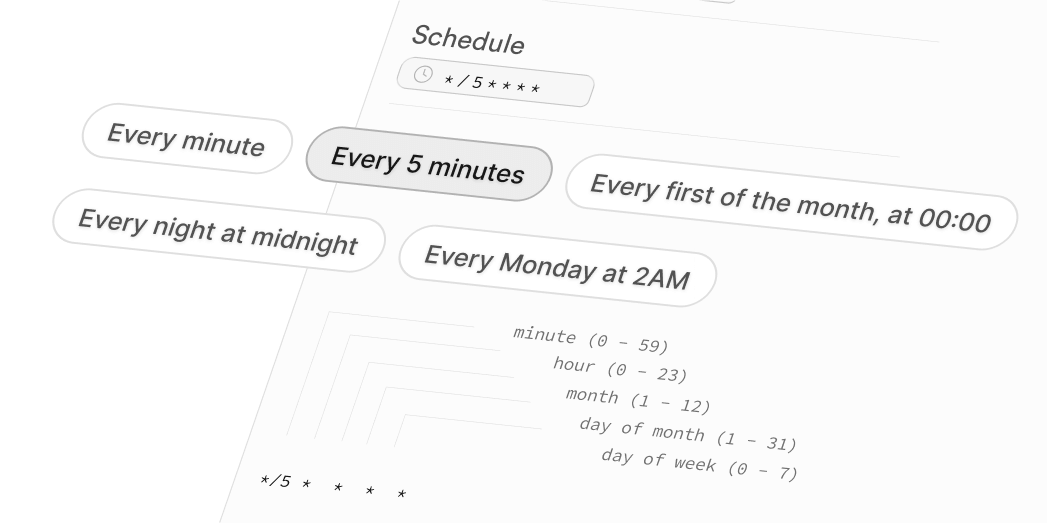 Schedule
*/5****
Every minute
Every 5 minutes
Every first of the month, at 00:00
Every night at midnight
Every Monday at 2AM
minute (0 - 59)
hour (0 - 23)
month (1 - 12)
day of month (1 - 31)
day of week (0 - 7)
*/5 * * * *